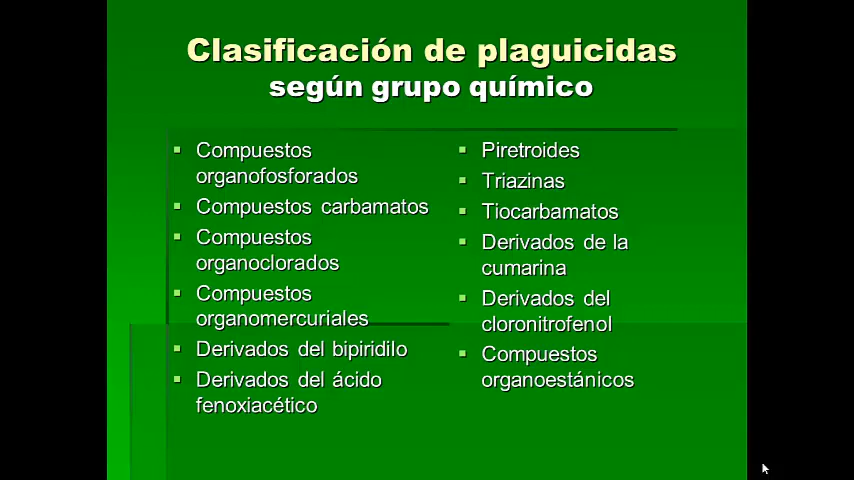 Clasificación de plaguicidas
según grupo químico
Compuestos
organofosforados
Compuestos carbamatos
Compuestos
organoclorados
Compuestos
organomercuriales
Derivados del bipiridilo
Derivados del ácido
fenoxiacético
Piretroides
Triazinas
Tiocarbamatos
Derivados de la
cumarina
Derivados del
cloronitrofenol
Compuestos
organoestánicos